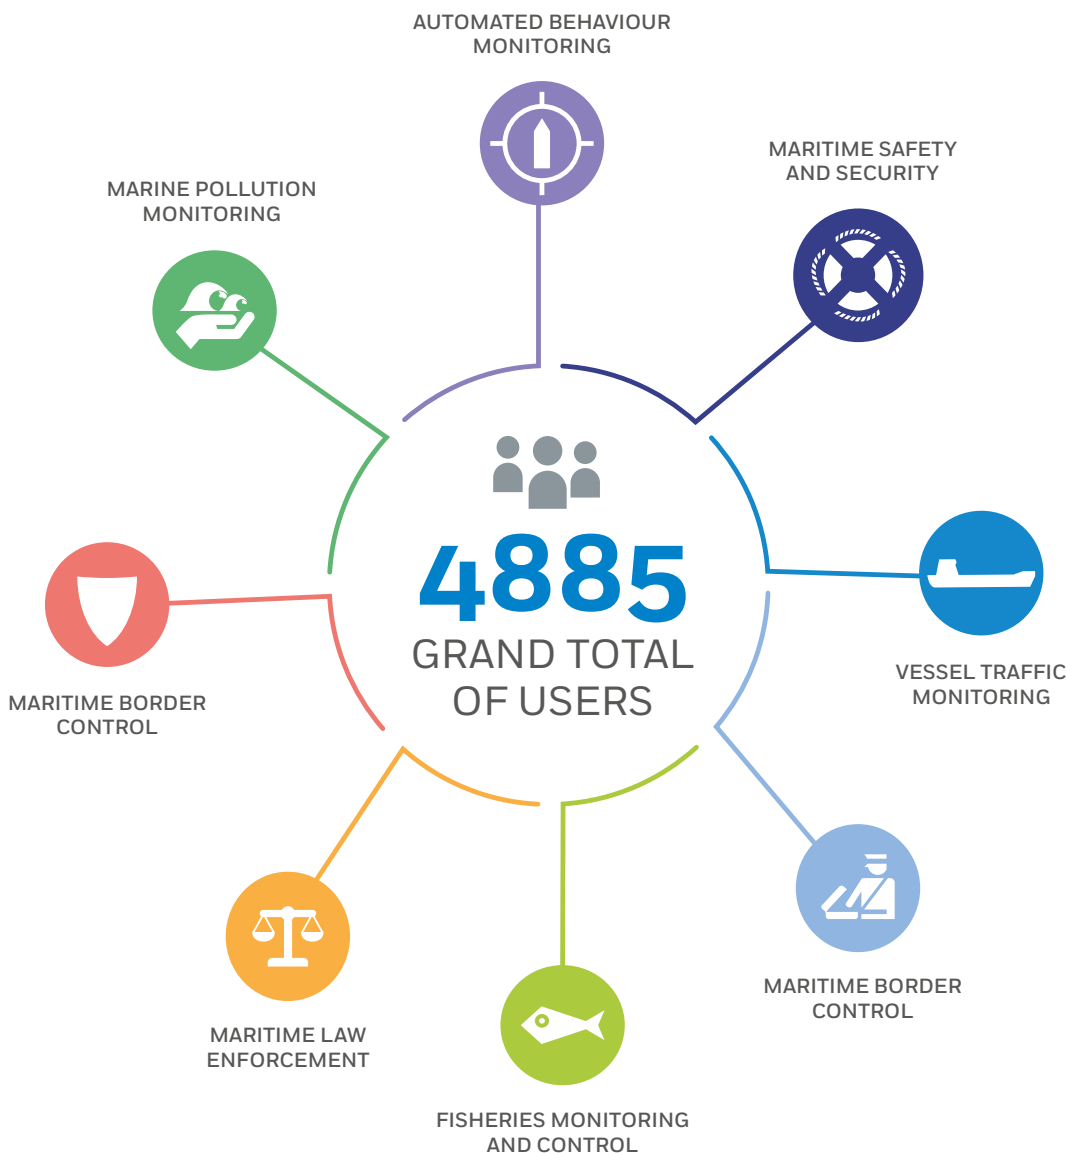 AUTOMATED BEHAVIOUR
MONITORING
MARITIME SAFETY
AND SECURITY
MARINE POLLUTION
MONITORING
4885
GRAND TOTAL
OF USERS
VESSEL TRAFFIC
MONITORING
MARITIME BORDER
CONTROL
MARITIME BORDER
CONTROL
MARITIME LAW
ENFORCEMENT
FISHERIES MONITORING
AND CONTROL